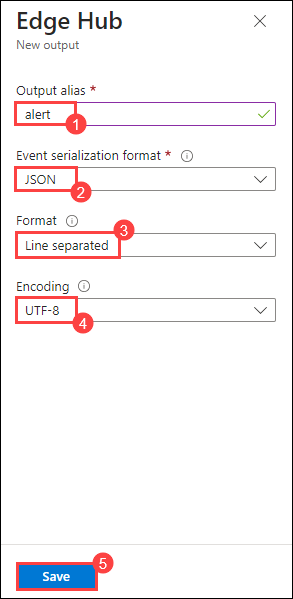 Edge Hub
New output
Output alias *
alert
1
Event serialization format *
JSON
2
Format
3
Line separated
Encoding
UTF-8
4
5
Save